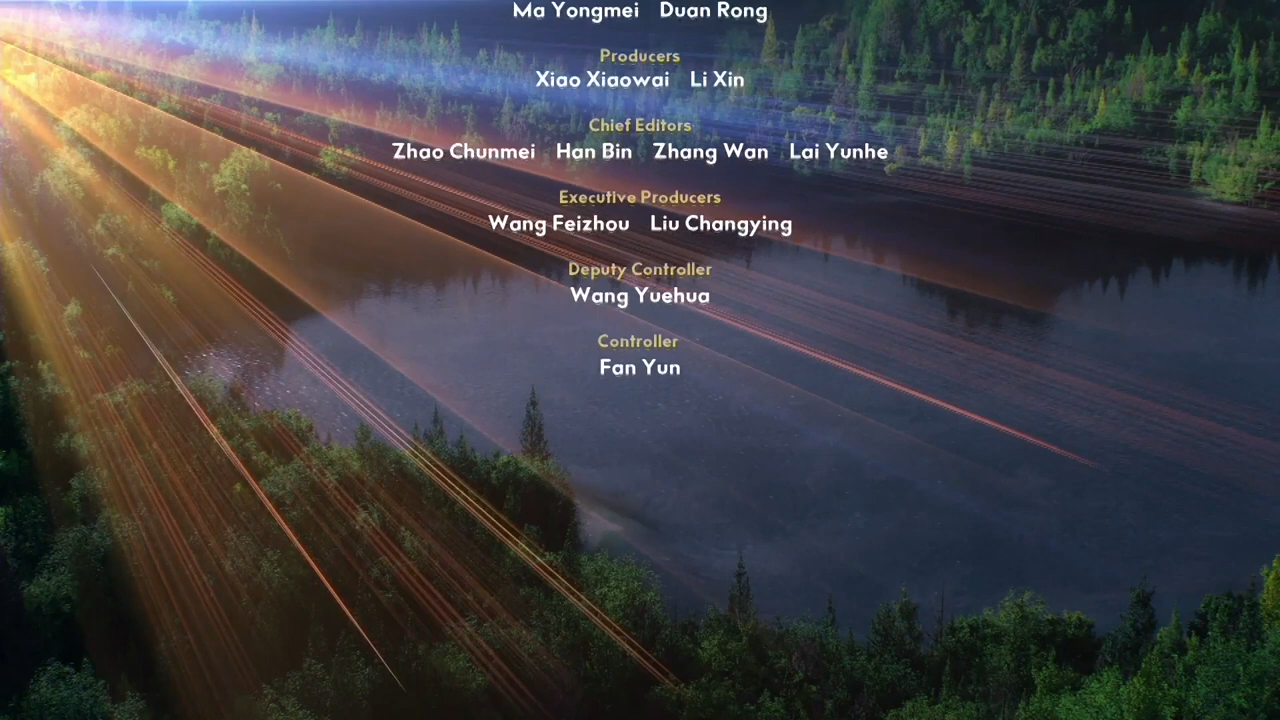 Ma Yongmei Duan Rong
Producers
Xiao Xiaowai Li Xin
Chief Editors
Zhao Chunmei Han Bin Zhang Wan Lai Yunhe
Executive Producers
Wang Feizhou Liu Changying
Deputy Controller
Wang Yuehua
Controller
Fan Yun